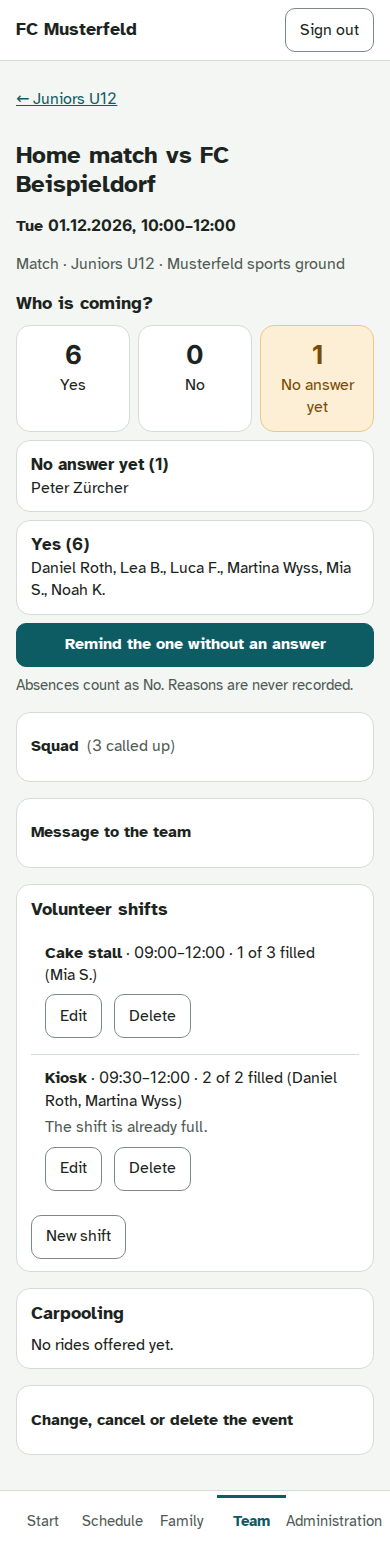 FC Musterfeld
Sign out
← Juniors U12
Home match vs FC
Beispieldorf
Tue 01.12.2026, 10:00–12:00
Match · Juniors U12 · Musterfeld sports ground
Who is coming?
6
Yes
0
No
1
No answer
yet
No answer yet (1)
Peter Zürcher
Yes (6)
Daniel Roth, Lea B., Luca F., Martina Wyss, Mia
S., Noah K.
Remind the one without an answer
Absences count as No. Reasons are never recorded.
Squad (3 called up)
Message to the team
Volunteer shifts
Cake stall · 09:00–12:00 · 1 of 3 filled
(Mia S.)
Edit
Delete
Kiosk · 09:30–12:00 · 2 of 2 filled (Daniel
Roth, Martina Wyss)
The shift is already full.
Edit
Delete
New shift
Carpooling
No rides offered yet.
Change, cancel or delete the event
Start
Schedule
Family
Team
Administration